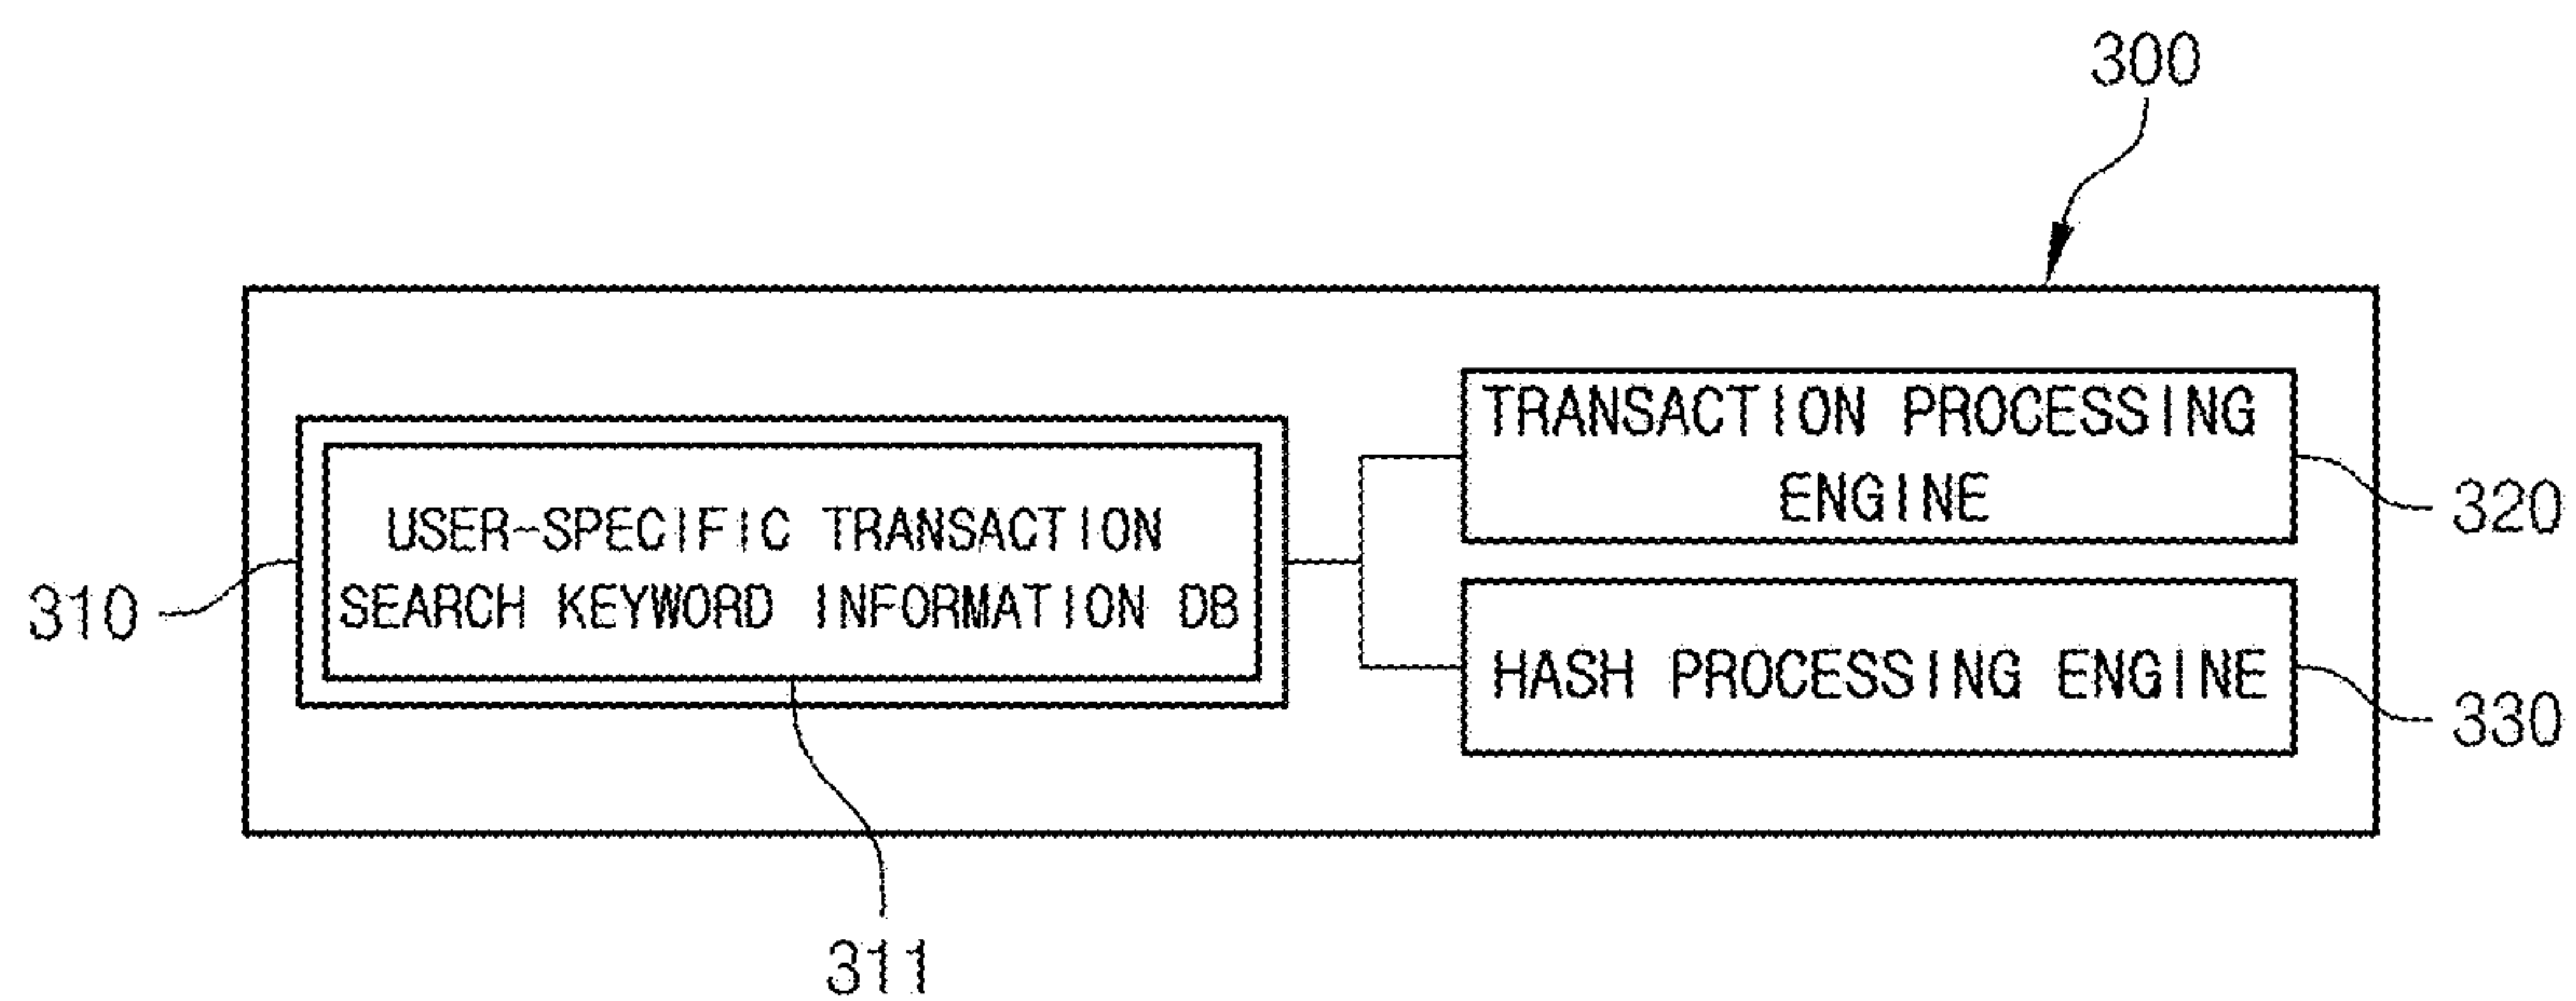 300
TRANSACTION PROCESSING
ENGINE
USER-SPECIFIC TRANSACTION
SEARCH KEYWORD INFORMATION DB
320
310
HASH PROCESSING ENGINE
330
311